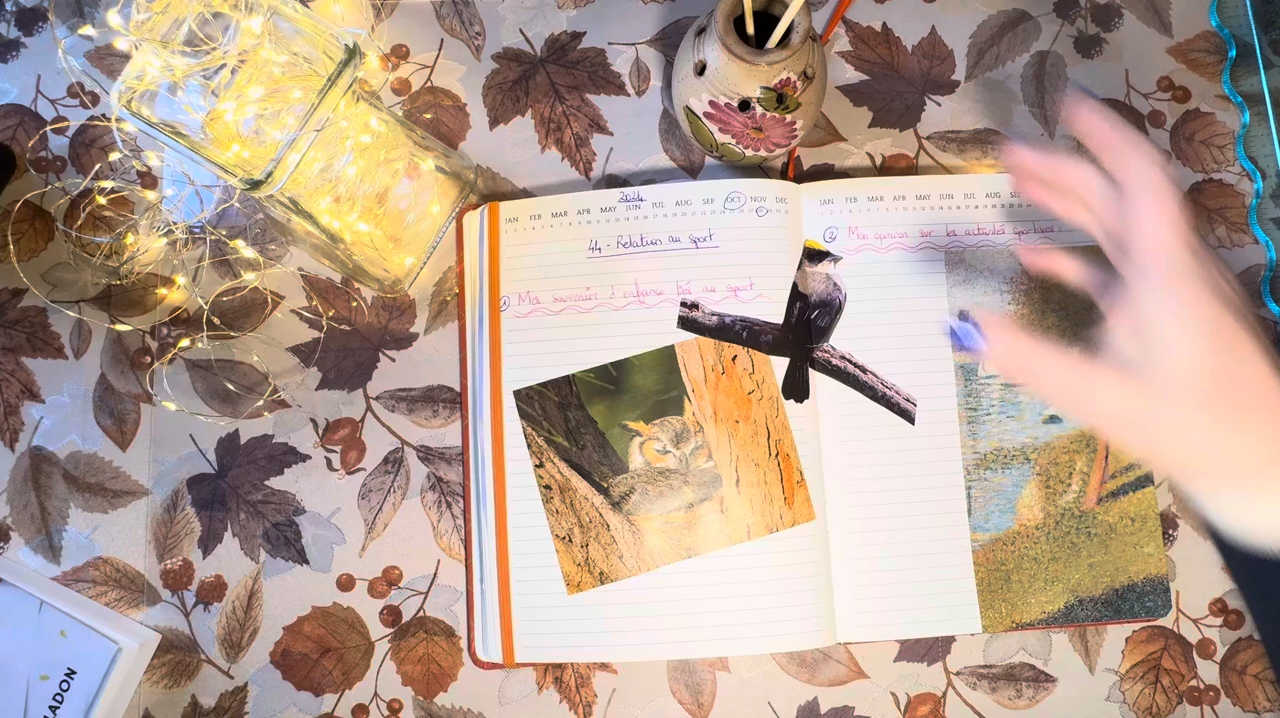 2024
JAN FEB MAR APR MAY JUN JUL AUG SEP OCT NOV DEC
44 - Relation au sport
① Mes souvenirs d'enfance liés au sport
JAN FEB MAR APR MAY JUN JUL AUG
② Mon opinion sur les activités sportives
ADON